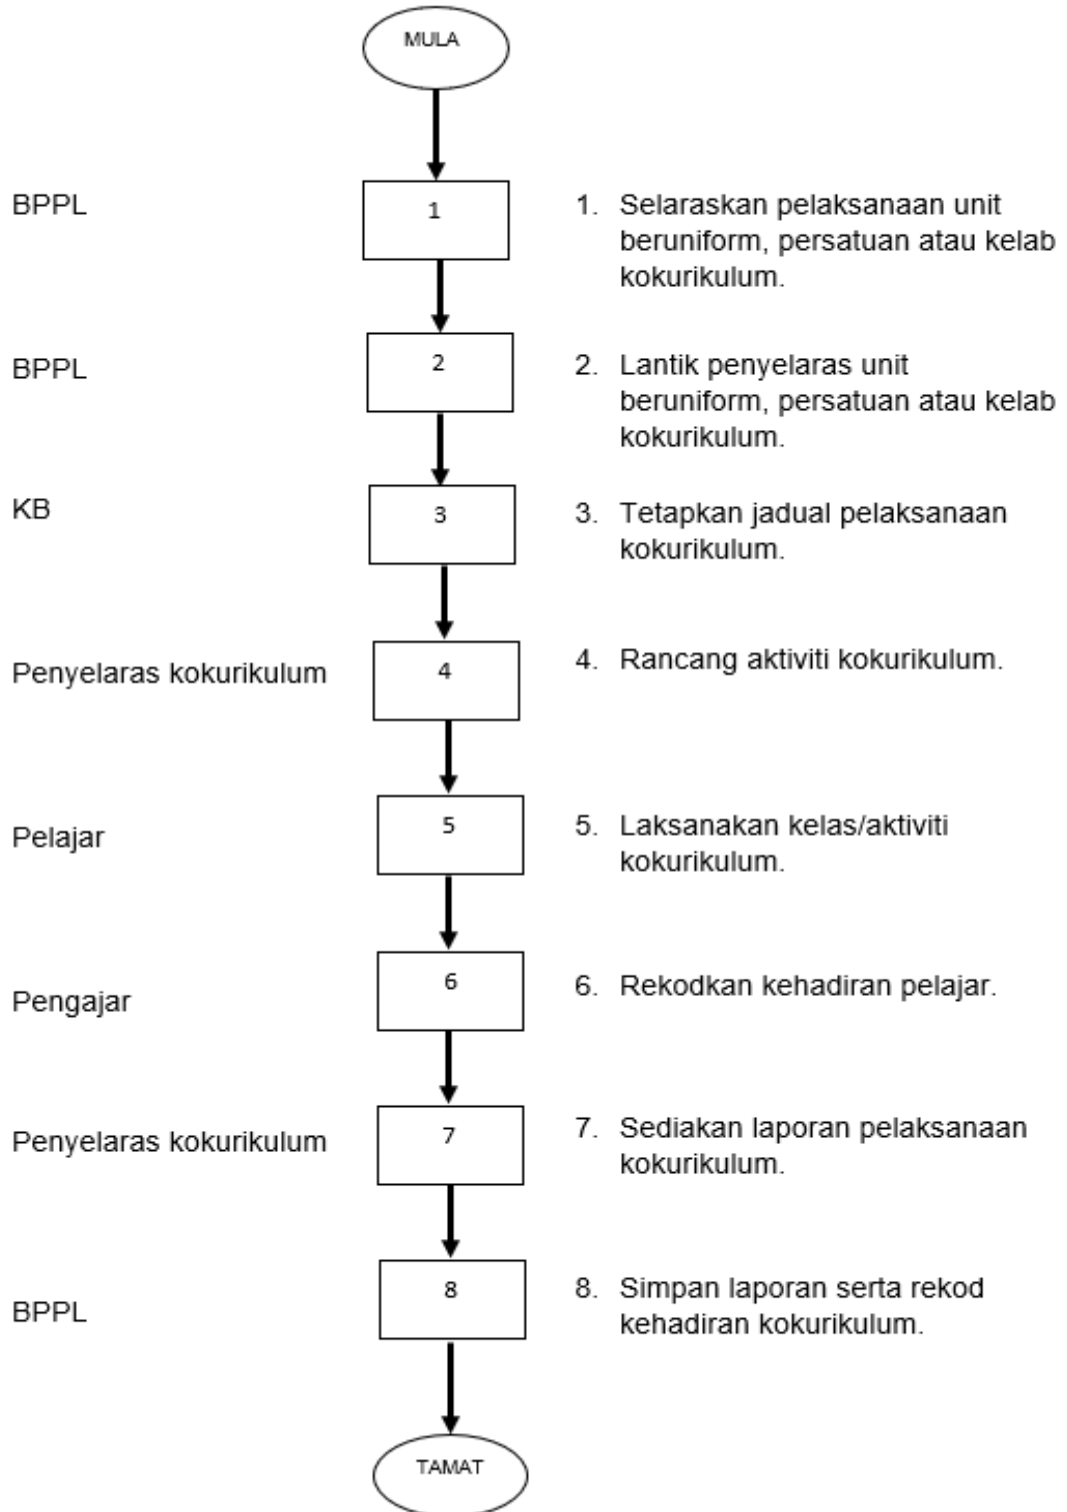 MULA
BPPL
1
1. Selaraskan pelaksanaan unit
beruniform, persatuan atau kelab
kokurikulum.
BPPL
2
2. Lantik penyelaras unit
beruniform, persatuan atau kelab
kokurikulum.
KB
3
3. Tetapkan jadual pelaksanaan
kokurikulum.
Penyelaras kokurikulum
4
4. Rancang aktiviti kokurikulum.
Pelajar
5
5. Laksanakan kelas/aktiviti
kokurikulum.
Pengajar
6
6. Rekodkan kehadiran pelajar.
Penyelaras kokurikulum
7
7. Sediakan laporan pelaksanaan
kokurikulum.
BPPL
8
8. Simpan laporan serta rekod
kehadiran kokurikulum.
TAMAT